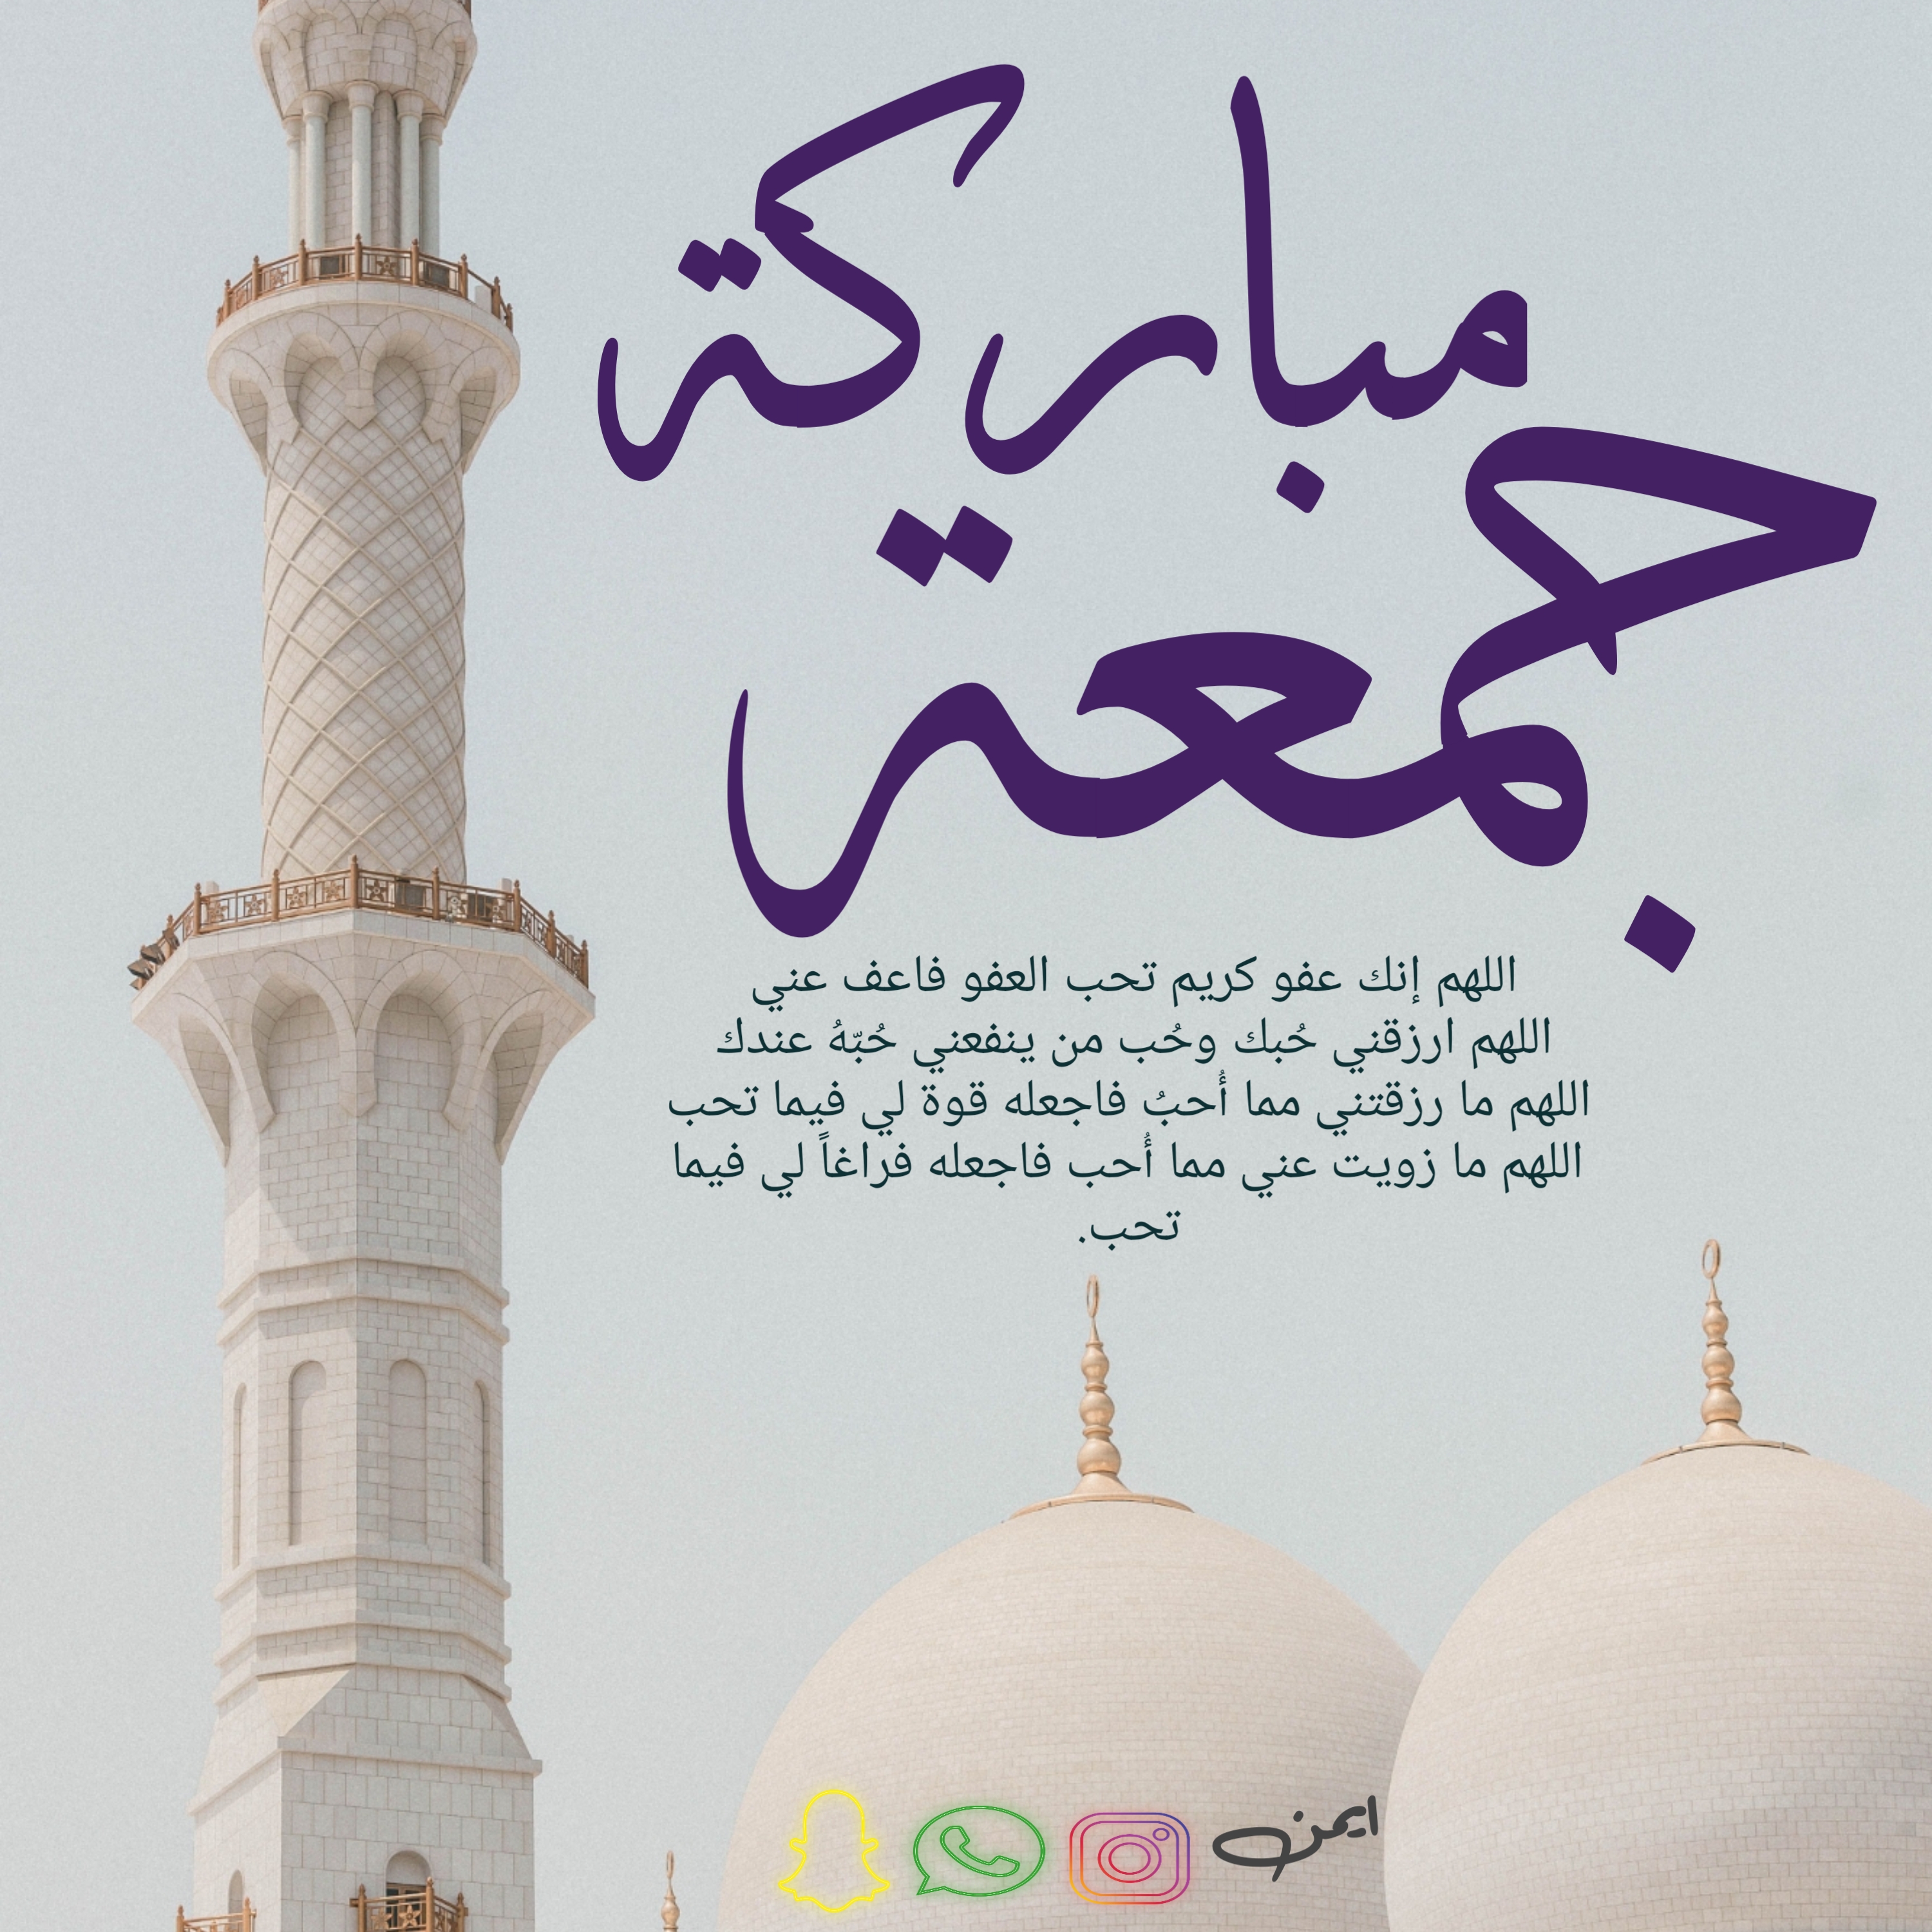 جمعة مباركة
اللهم إنك عفو كريم تحب العفو فاعف عني
اللهم ارزقني حُبك وحُب من ينفعني حُبّهُ عندك
اللهم ما رزقتني مما أُحبُ فاجعله قوة لي فيما تحب
اللهم ما زويت عني مما أُحب فاجعله فراغاً لي فيما
تحب.
ايمن